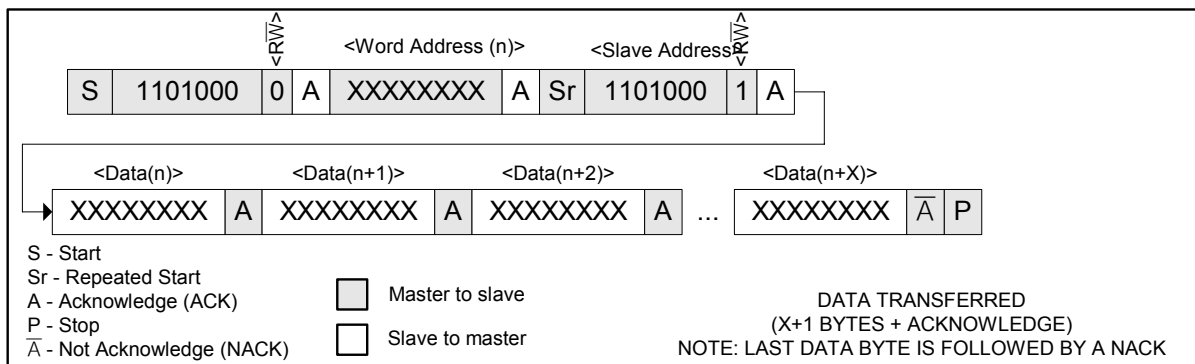 <RW̅> <Word Address (n)> <Slave Address> <RW̅>
S 1101000 0 A XXXXXXXX A Sr 1101000 1 A
<Data(n)> <Data(n+1)> <Data(n+2)> <Data(n+X)>
XXXXXXXX A XXXXXXXX A XXXXXXXX A ... XXXXXXXX A̅ P
S - Start
Sr - Repeated Start
A - Acknowledge (ACK)
P - Stop
A̅ - Not Acknowledge (NACK)
Master to slave
Slave to master
DATA TRANSFERRED
(X+1 BYTES + ACKNOWLEDGE)
NOTE: LAST DATA BYTE IS FOLLOWED BY A NACK